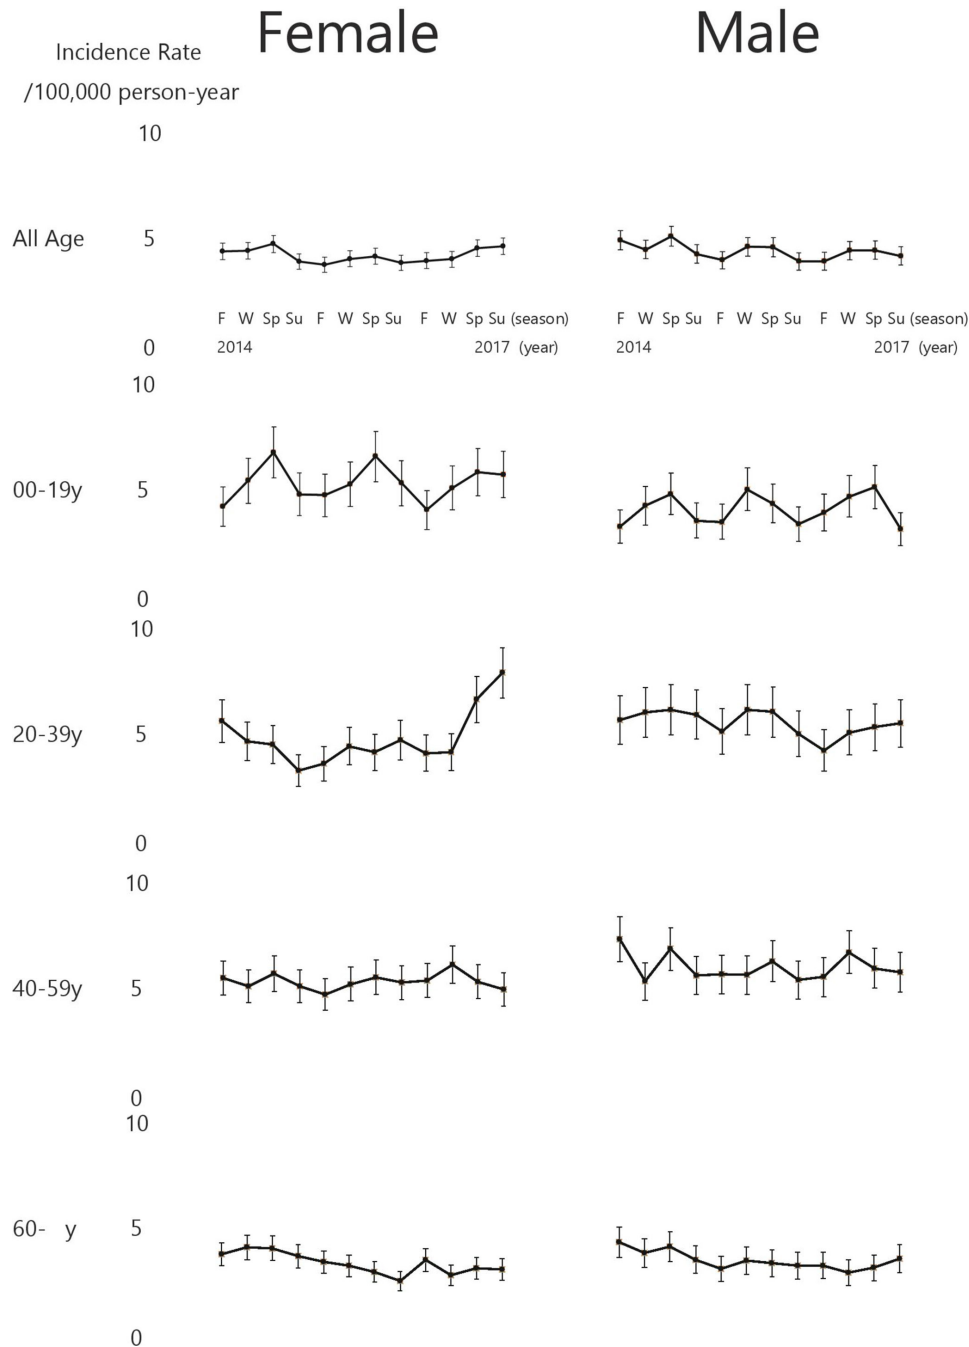 Female Male
Incidence Rate
/100,000 person-year
10
All Age 5
F W Sp Su F W Sp Su F W Sp Su (season) F W Sp Su F W Sp Su F W Sp Su (season)
0 2014 2017 (year) 2014 2017 (year)
10
00-19y 5
0
10
20-39y 5
0
10
40-59y 5
0
10
60- y 5
0